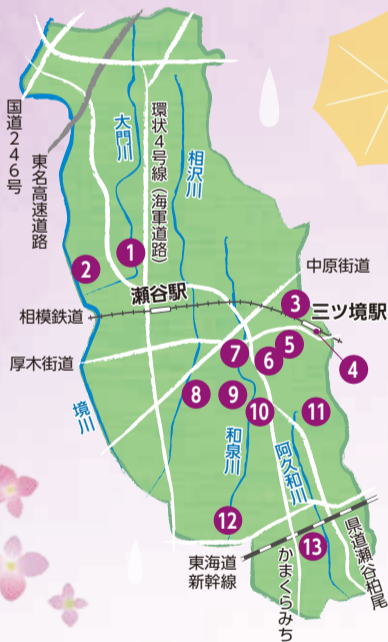 国道246号
東名高速道路
大門川
環状4号線（海軍道路）
相沢川
中原街道
1
2
瀬谷駅
3
三ツ境駅
相模鉄道
4
5
6
7
厚木街道
8
9
10
11
境川
和泉川
阿久和川
12
13
東海道
新幹線
かまくらみち
県道瀬谷柏尾